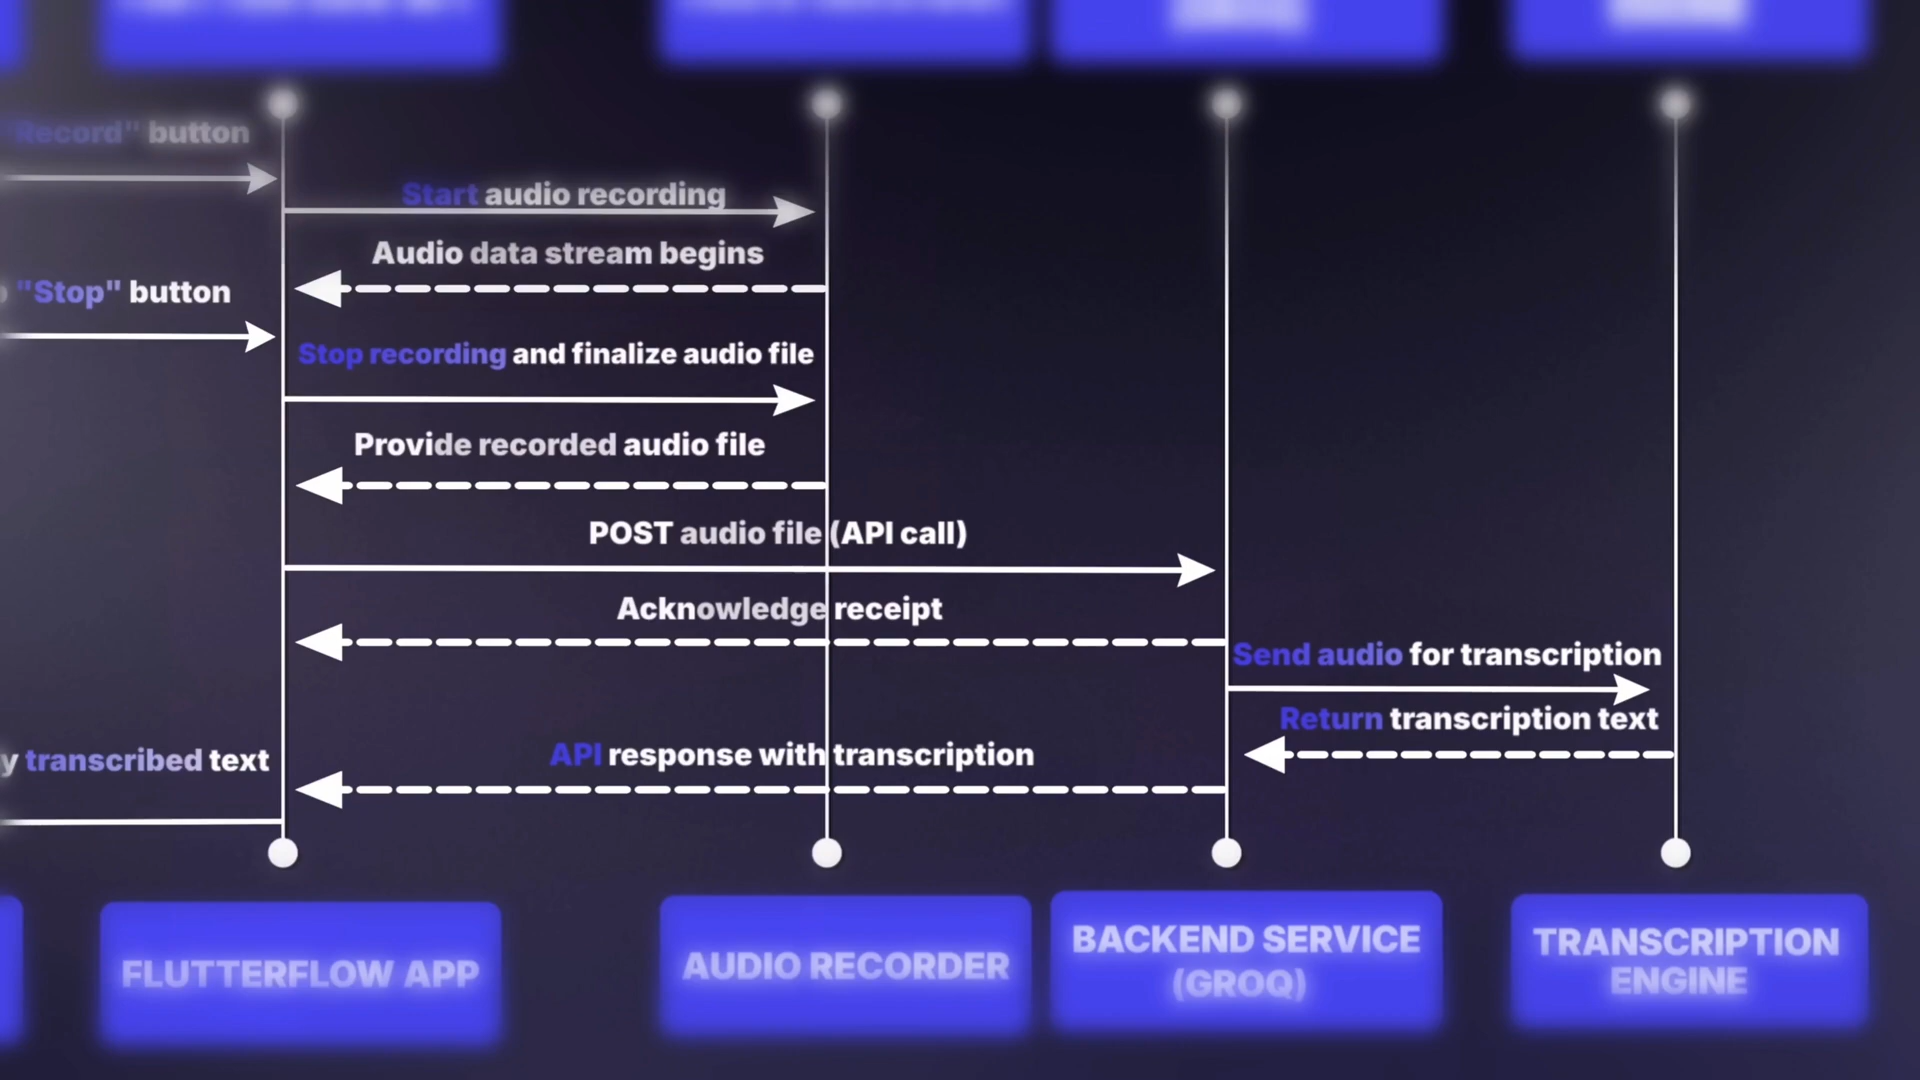 "Record" button
Start audio recording
Audio data stream begins
"Stop" button
Stop recording and finalize audio file
Provide recorded audio file
POST audio file (API call)
Acknowledge receipt
Send audio for transcription
Return transcription text
API response with transcription
transcribed text
FLUTTERFLOW APP
AUDIO RECORDER
BACKEND SERVICE
(GROQ)
TRANSCRIPTION
ENGINE